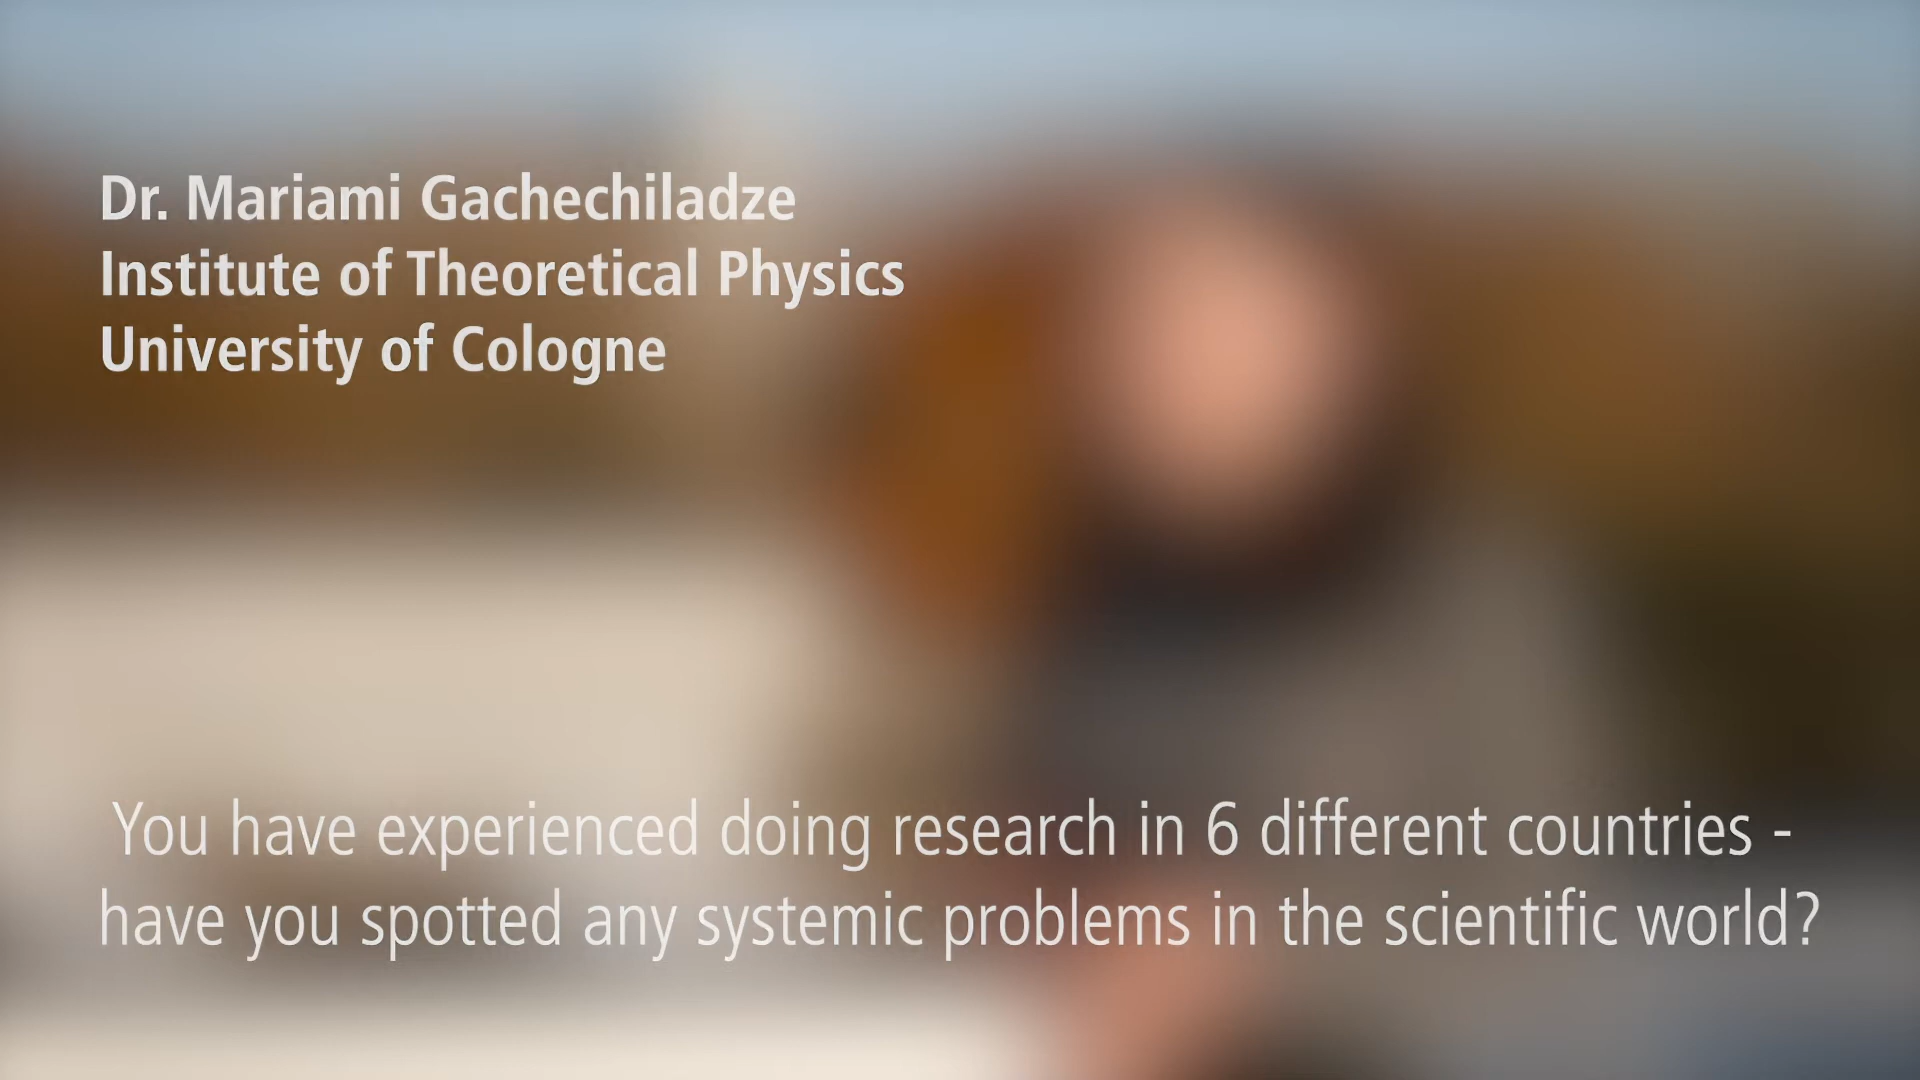 Dr. Mariami Gachechiladze
Institute of Theoretical Physics
University of Cologne
You have experienced doing research in 6 different countries -
have you spotted any systemic problems in the scientific world?